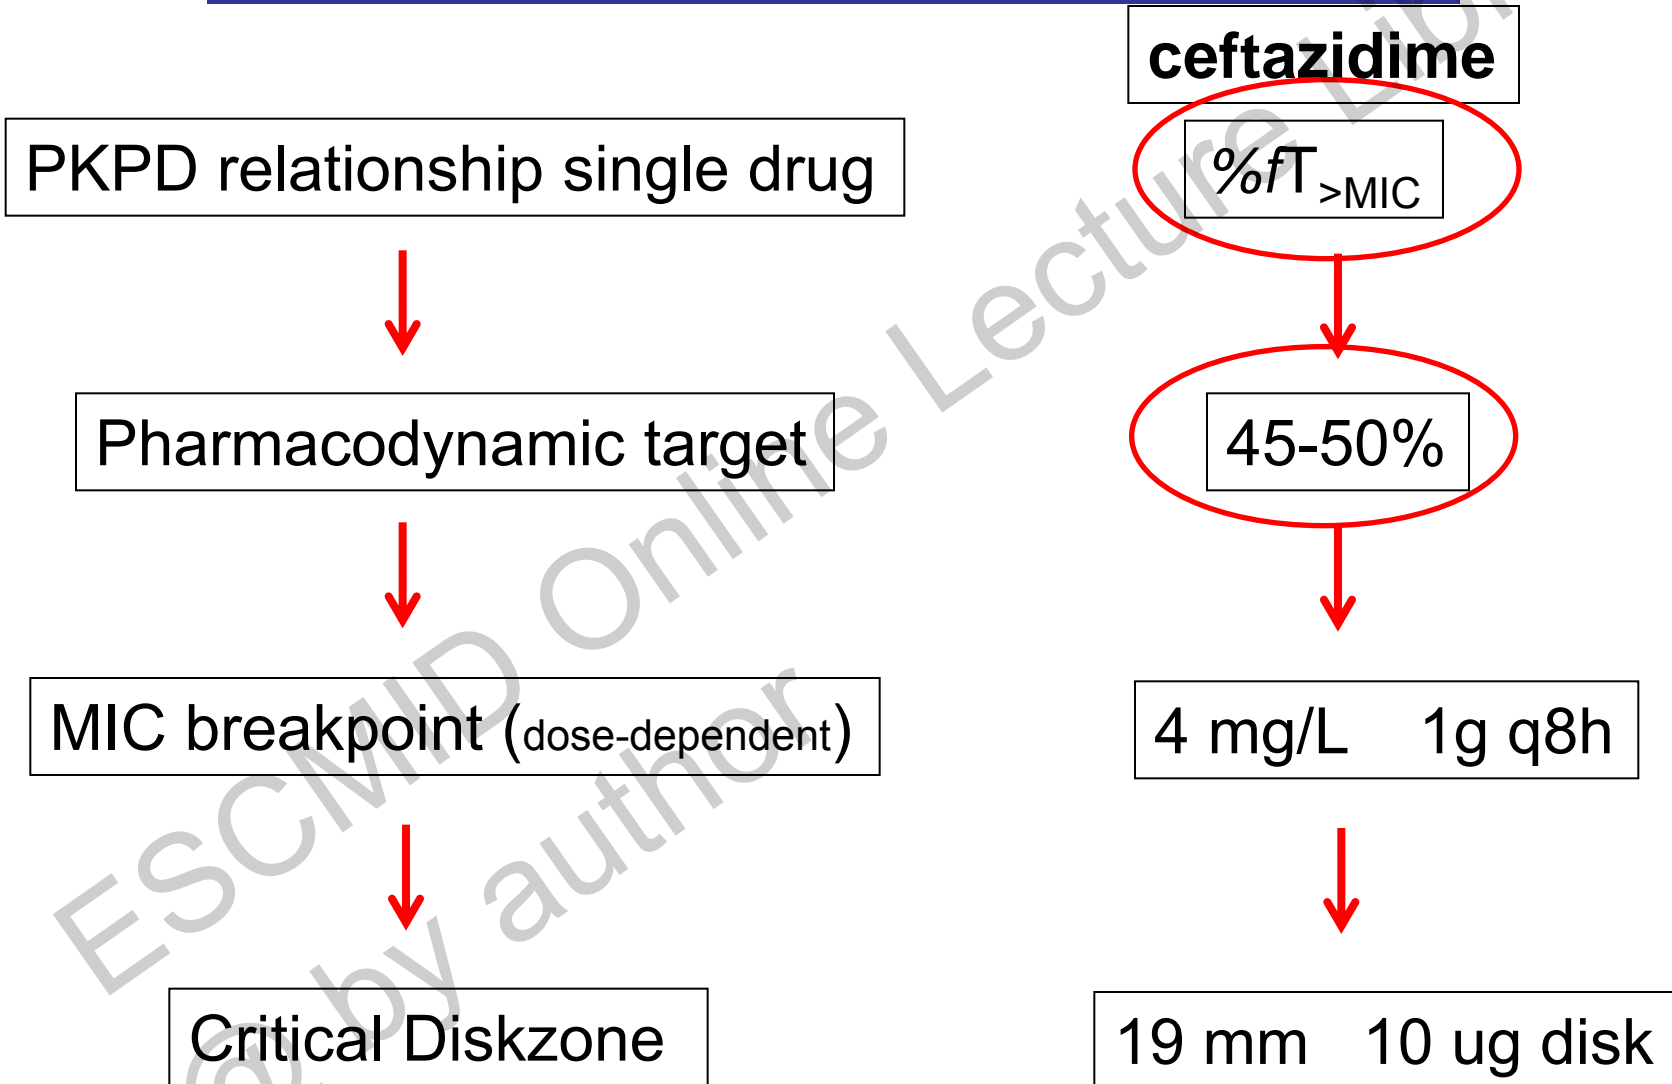 ceftazidime
PKPD relationship single drug
%fT >MIC
Pharmacodynamic target
45-50%
MIC breakpoint (dose-dependent)
4 mg/L 1g q8h
Critical Diskzone
19 mm 10 ug disk
ESCMID Online Lecture Libr
@ by author